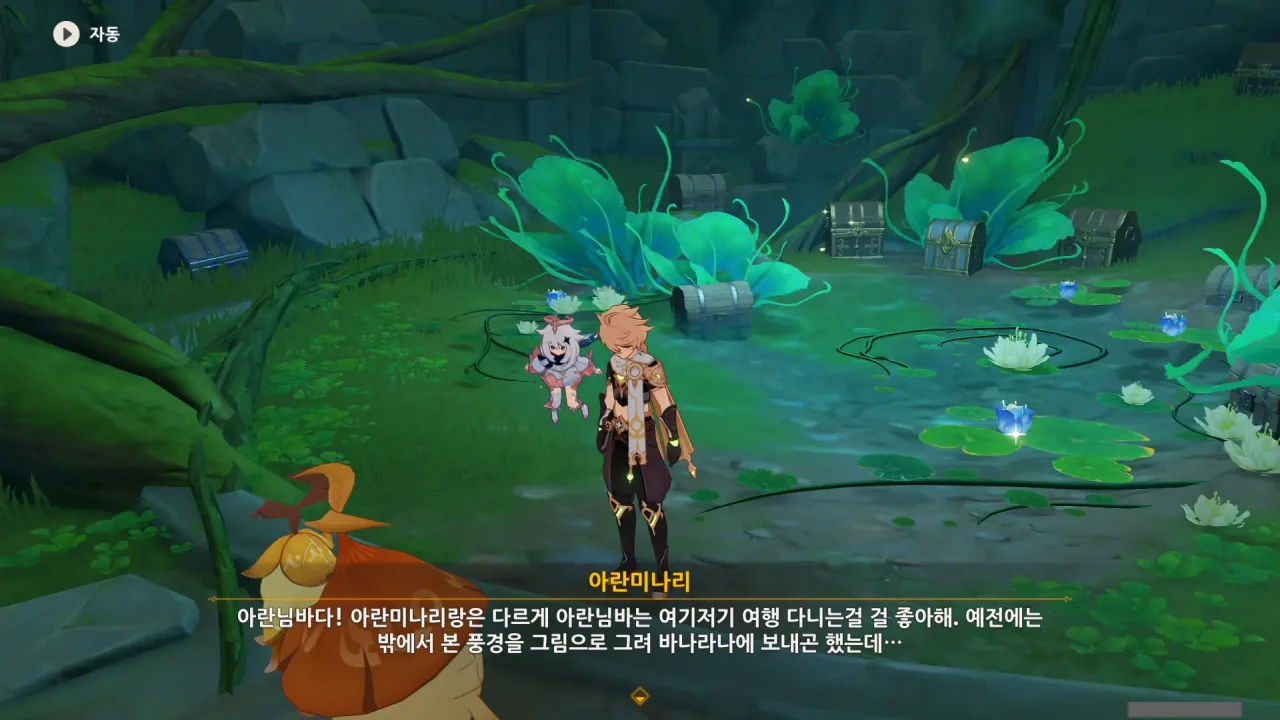 자동
아란미나리
아란님바다! 아란미나리랑은 다르게 아란님바는 여기저기 여행 다니는걸 걸 좋아해. 예전에는
밖에서 본 풍경을 그림으로 그려 바나라나에 보내곤 했는데…